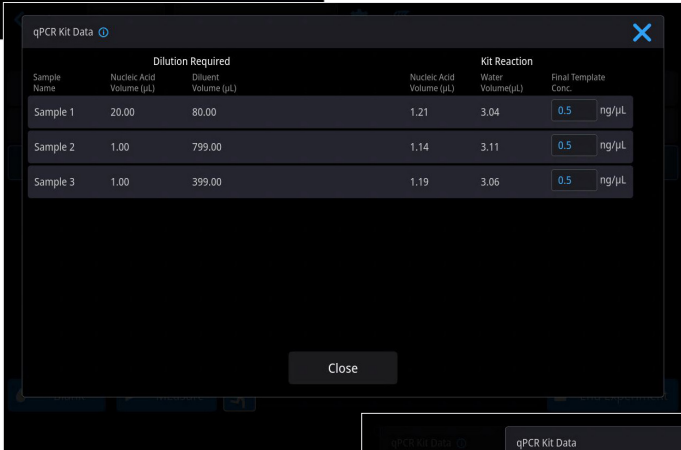 qPCR Kit Data
Dilution Required Kit Reaction
Sample Name Nucleic Acid Volume (µL) Diluent Volume (µL) Nucleic Acid Volume (µL) Water Volume(µL) Final Template Conc.
Sample 1 20.00 80.00 1.21 3.04 0.5 ng/µL
Sample 2 1.00 799.00 1.14 3.11 0.5 ng/µL
Sample 3 1.00 399.00 1.19 3.06 0.5 ng/µL
Close
qPCR Kit Data qPCR Kit Data